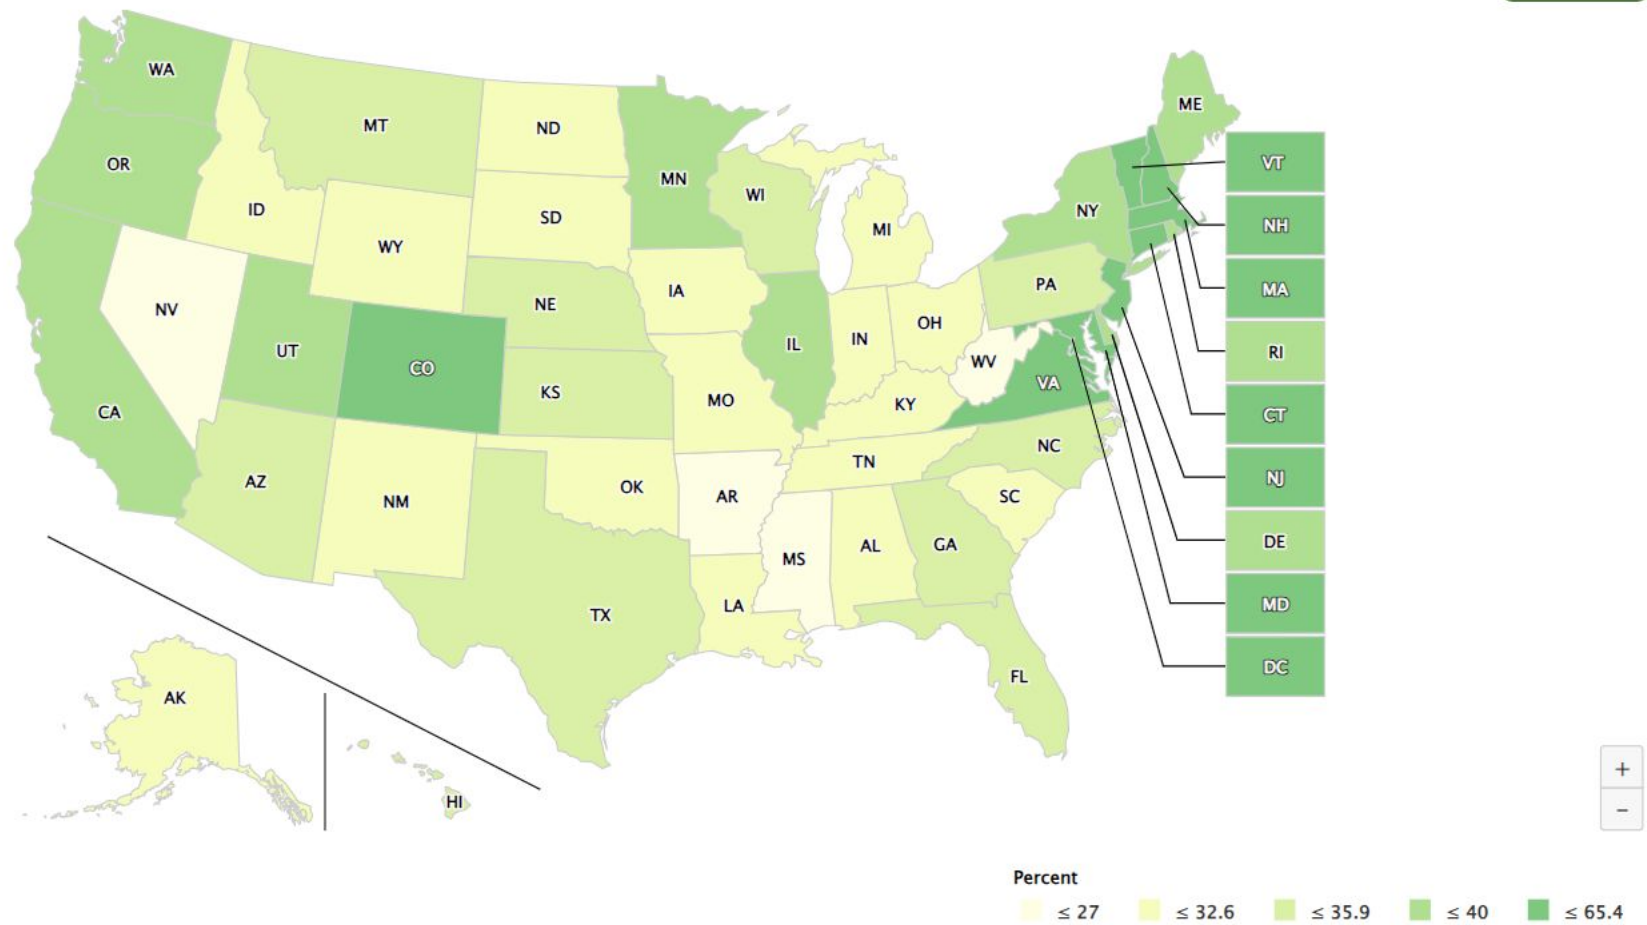 WA
ME
MT
ND
VT
OR
MN
WI
NY
ID
SD
NH
WY
MI
MA
IA
PA
NV
NE
OH
RI
UT
IL
IN
WV
CO
VA
CT
KS
MO
KY
CA
NC
TN
NJ
AZ
OK
NM
AR
SC
DE
MS
AL
GA
LA
TX
MD
DC
FL
AK
HI
+
−
Percent
≤ 27 ≤ 32.6 ≤ 35.9 ≤ 40 ≤ 65.4